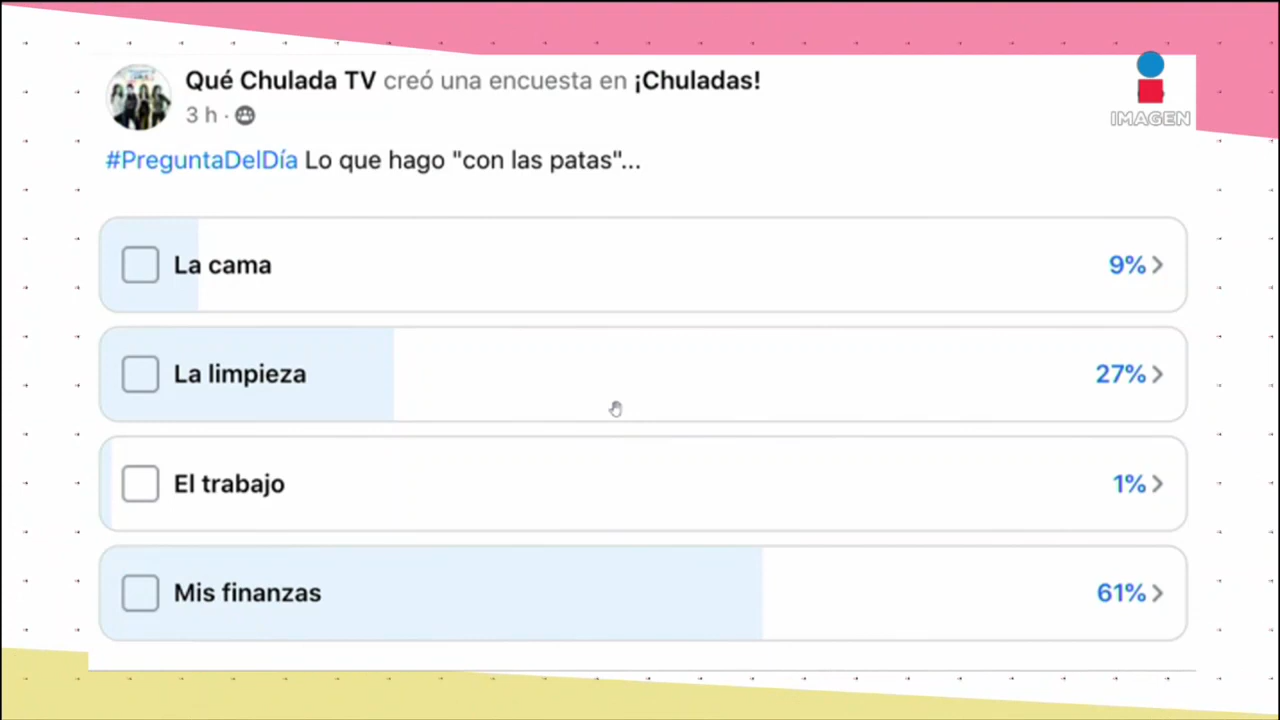 Qué Chulada TV creó una encuesta en ¡Chuladas!
3 h ·
IMAGEN
#PreguntaDelDía Lo que hago "con las patas"...
La cama 9%
La limpieza 27%
El trabajo 1%
Mis finanzas 61%